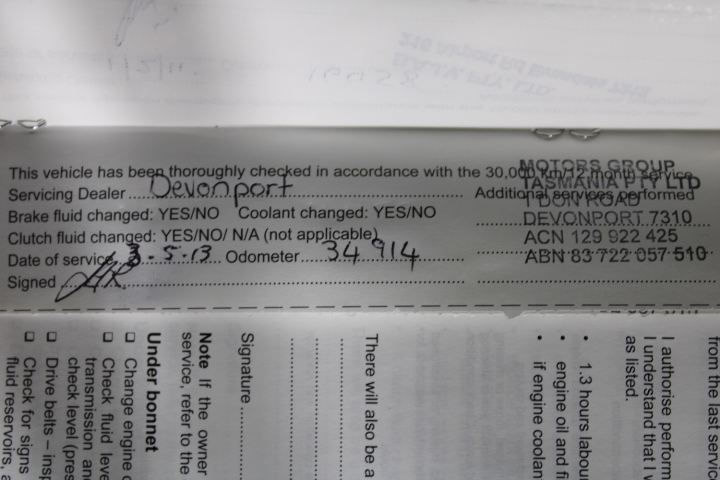 This vehicle has been thoroughly checked in accordance with the 30,000 km/12 month service
Servicing Dealer Devonport Additional services performed
Brake fluid changed: YES/NO Coolant changed: YES/NO
Clutch fluid changed: YES/NO/ N/A (not applicable)
Date of service 3-5-13 Odometer 34 914
Signed
MOTORS GROUP
TASMANIA PTY LTD
1 DON ROAD
DEVONPORT 7310
ACN 129 922 425
ABN 83 722 057 510
from the last service
I authorise perform
I understand that I
as listed.
• 1.3 hours labou
• engine oil and fi
• if engine coolan
There will also be a
Signature
Note If the owner
service, refer to the
Under bonnet
Change engine
Check fluid leve
transmission an
check level (pres
Drive belts – insp
Check for signs
fluid reservoirs,